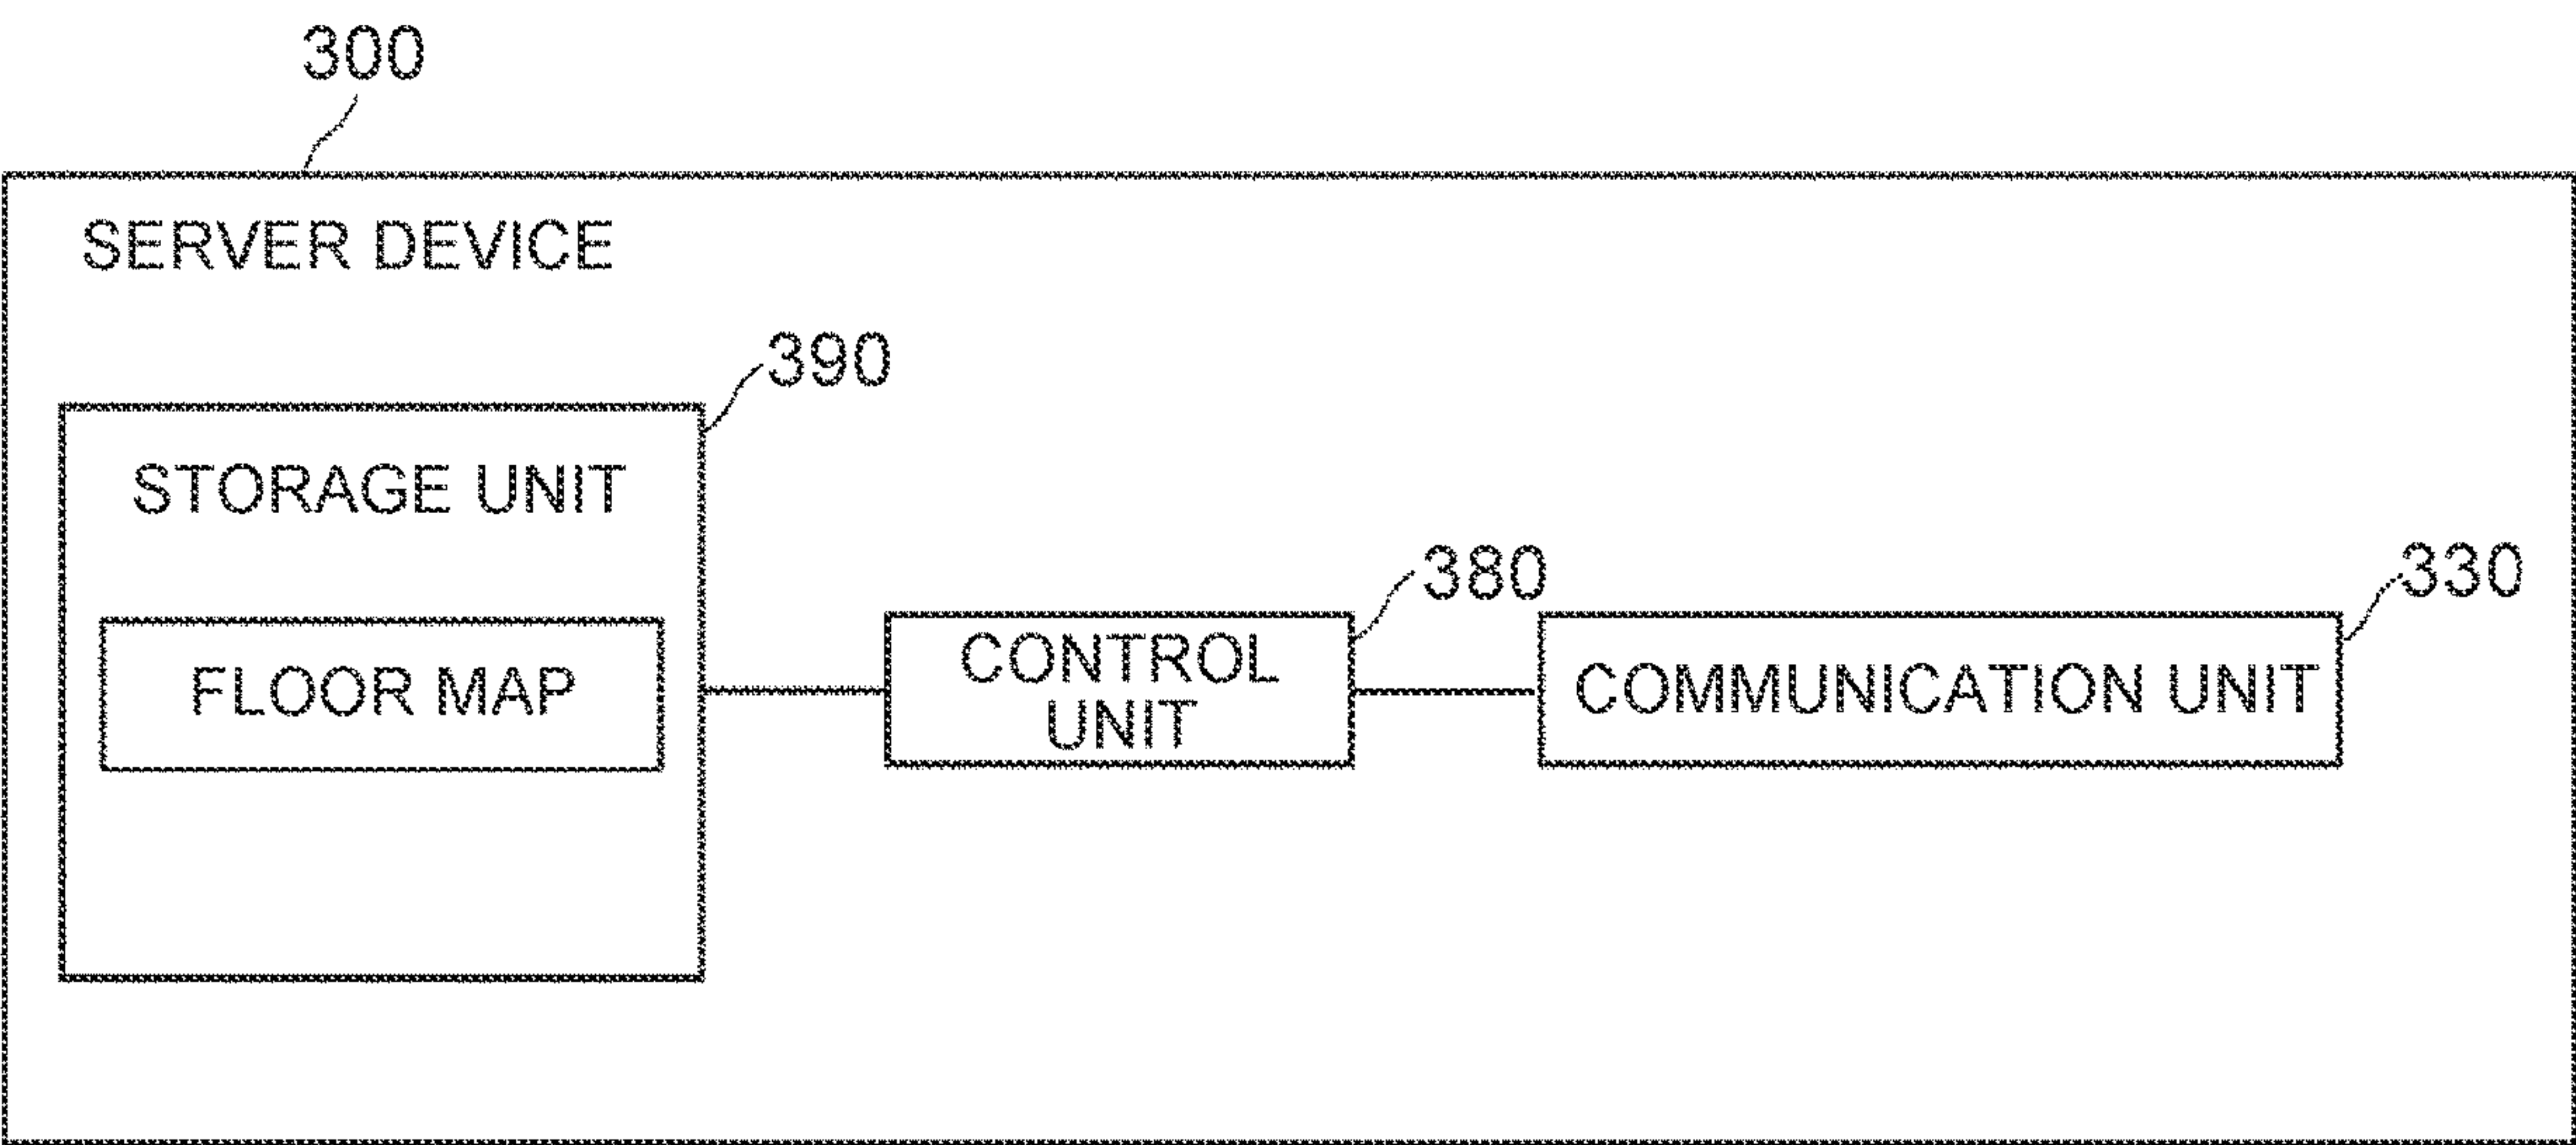 300
SERVER DEVICE
390
STORAGE UNIT
FLOOR MAP
380
CONTROL
UNIT
330
COMMUNICATION UNIT